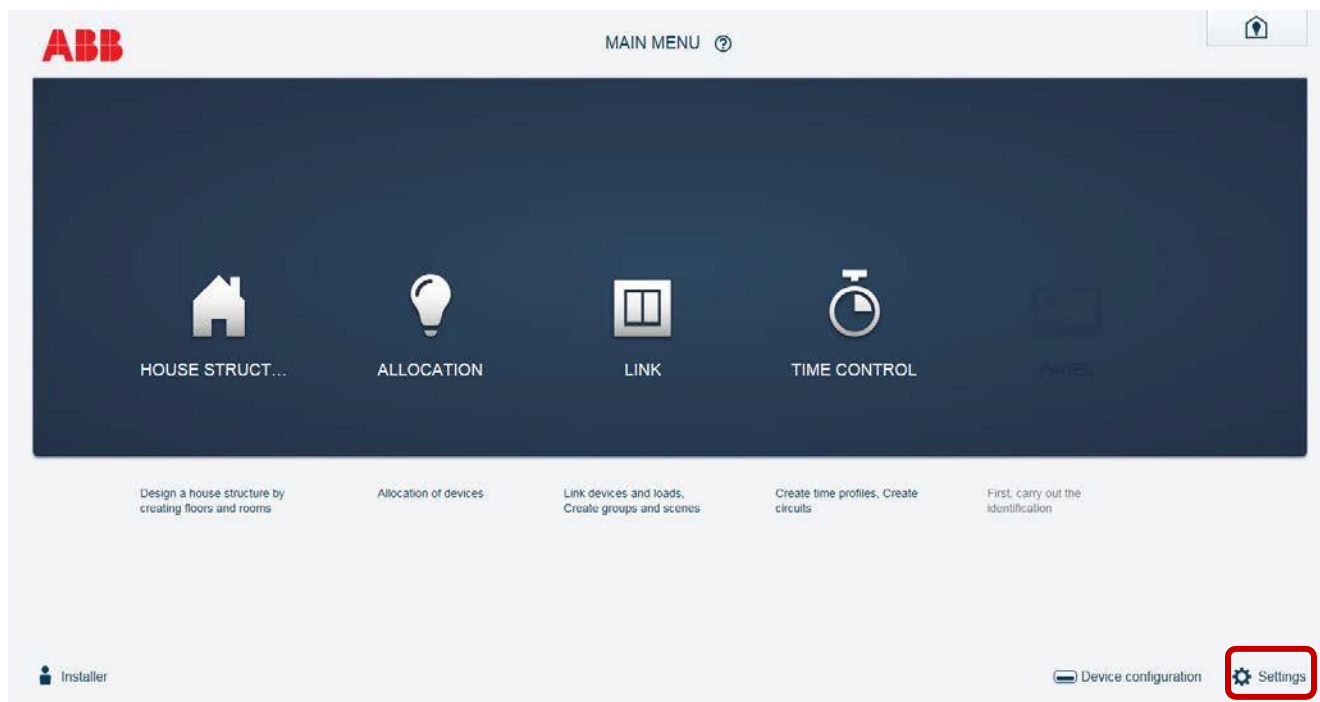 ABB
MAIN MENU ?
HOUSE STRUCT...
ALLOCATION
LINK
TIME CONTROL
PANEL
Design a house structure by
creating floors and rooms
Allocation of devices
Link devices and loads,
Create groups and scenes
Create time profiles, Create
circuits
First, carry out the
identification
Installer
Device configuration
Settings